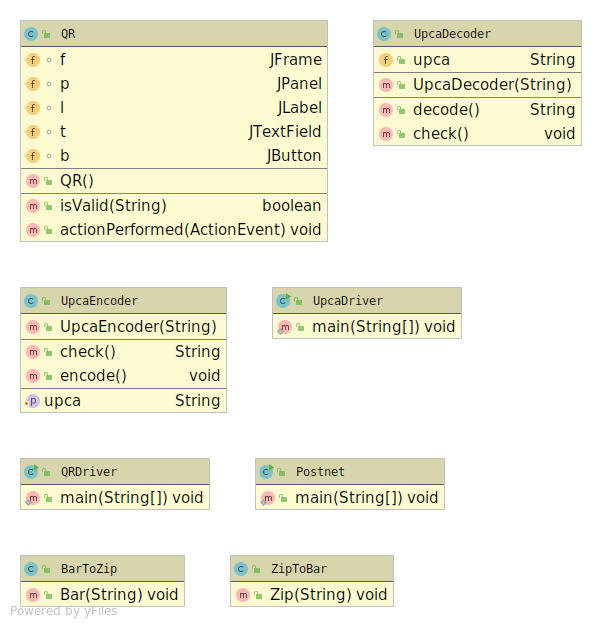 QR
f JFrame
p JPanel
l JLabel
t JTextField
b JButton
QR()
isValid(String) boolean
actionPerformed(ActionEvent) void
UpcaDecoder
upca String
UpcaDecoder(String)
decode() String
check() void
UpcaEncoder
UpcaEncoder(String)
check() String
encode() void
upca String
UpcaDriver
main(String[]) void
QRDriver
main(String[]) void
Postnet
main(String[]) void
BarToZip
Bar(String) void
ZipToBar
Zip(String) void
Powered by yFiles